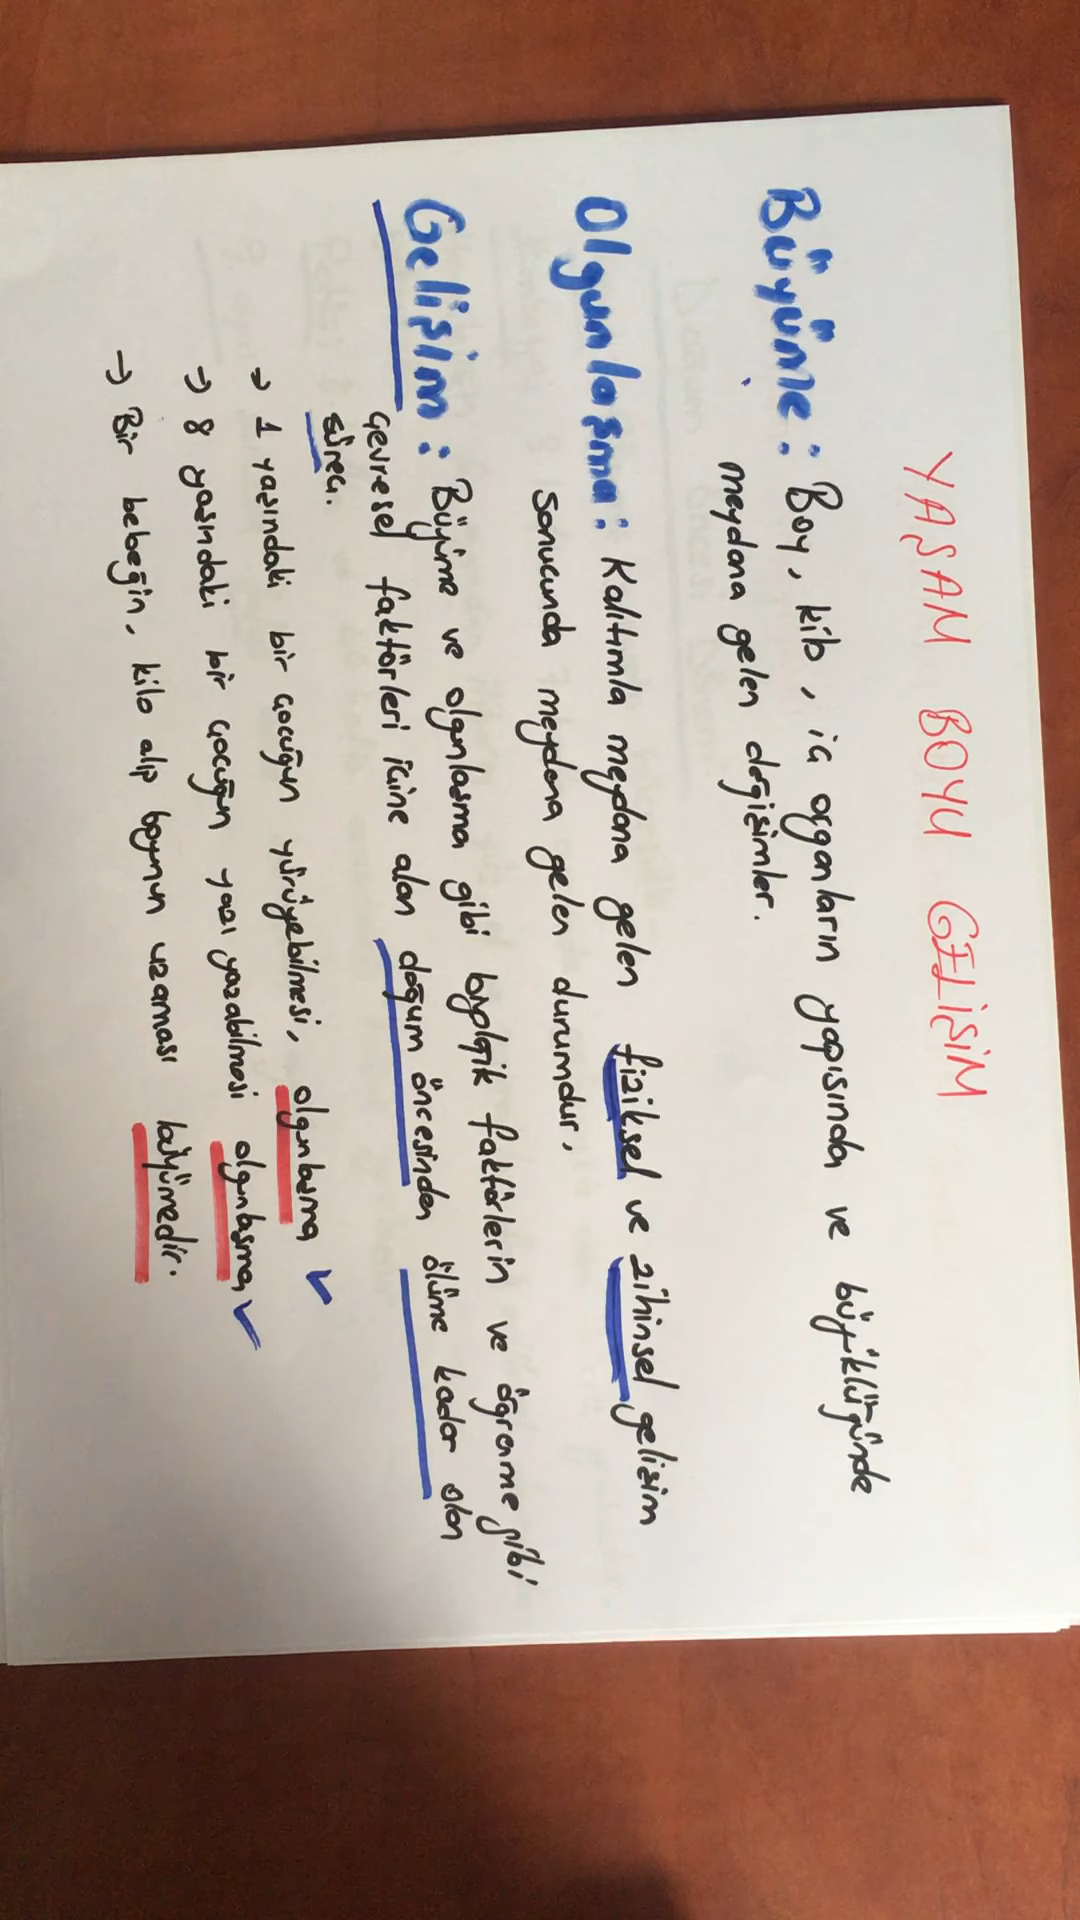 YAŞAM BOYU GELİŞİM
Büyüme: Boy, kilo, iç organların yapısında ve büyüklüğünde
meydana gelen değişimler.
Olgunlaşma: Kalıtımla meydana gelen fiziksel ve zihinsel gelişim
sonucunda meydana gelen durumdur.
Gelişim: Büyüme ve olgunlaşma gibi biyolojik faktörlerin ve öğrenme gibi
çevresel faktörleri içine alan doğum öncesinden ölüme kadar olan
süreç.
→ 1 yaşındaki bir çocuğun yürüyebilmesi, olgunlaşma ✓
→ 8 yaşındaki bir çocuğun yazı yazabilmesi olgunlaşma, ✓
→ Bir bebeğin, kilo alıp boyunun uzaması büyümedir.